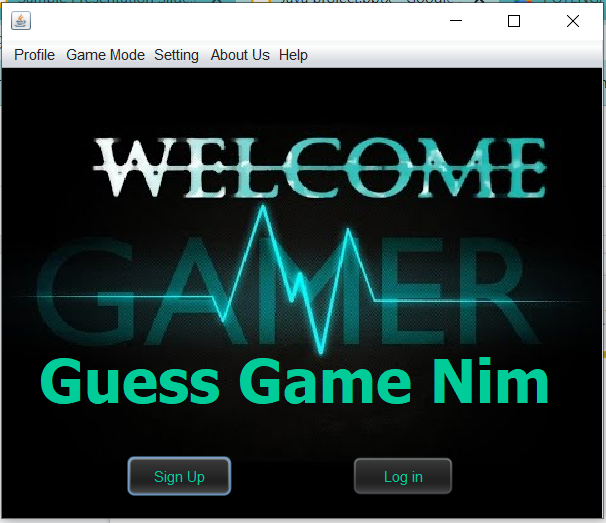 Profile Game Mode Setting About Us Help
WELCOME
GAMER
Guess Game Nim
Sign Up Log in